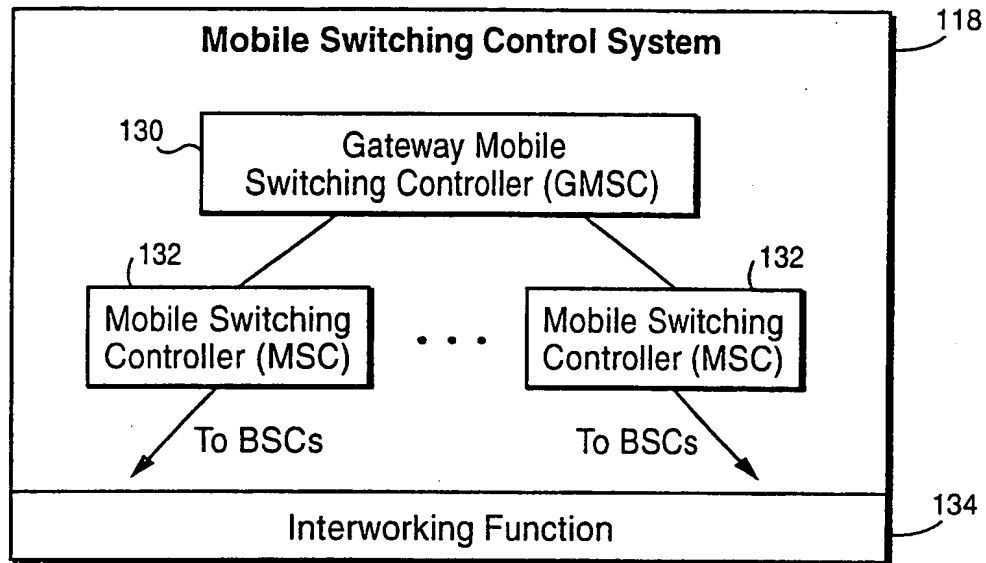 Mobile Switching Control System
118
130
Gateway Mobile
Switching Controller (GMSC)
132
132
Mobile Switching
Controller (MSC)
. . .
Mobile Switching
Controller (MSC)
To BSCs
To BSCs
Interworking Function
134